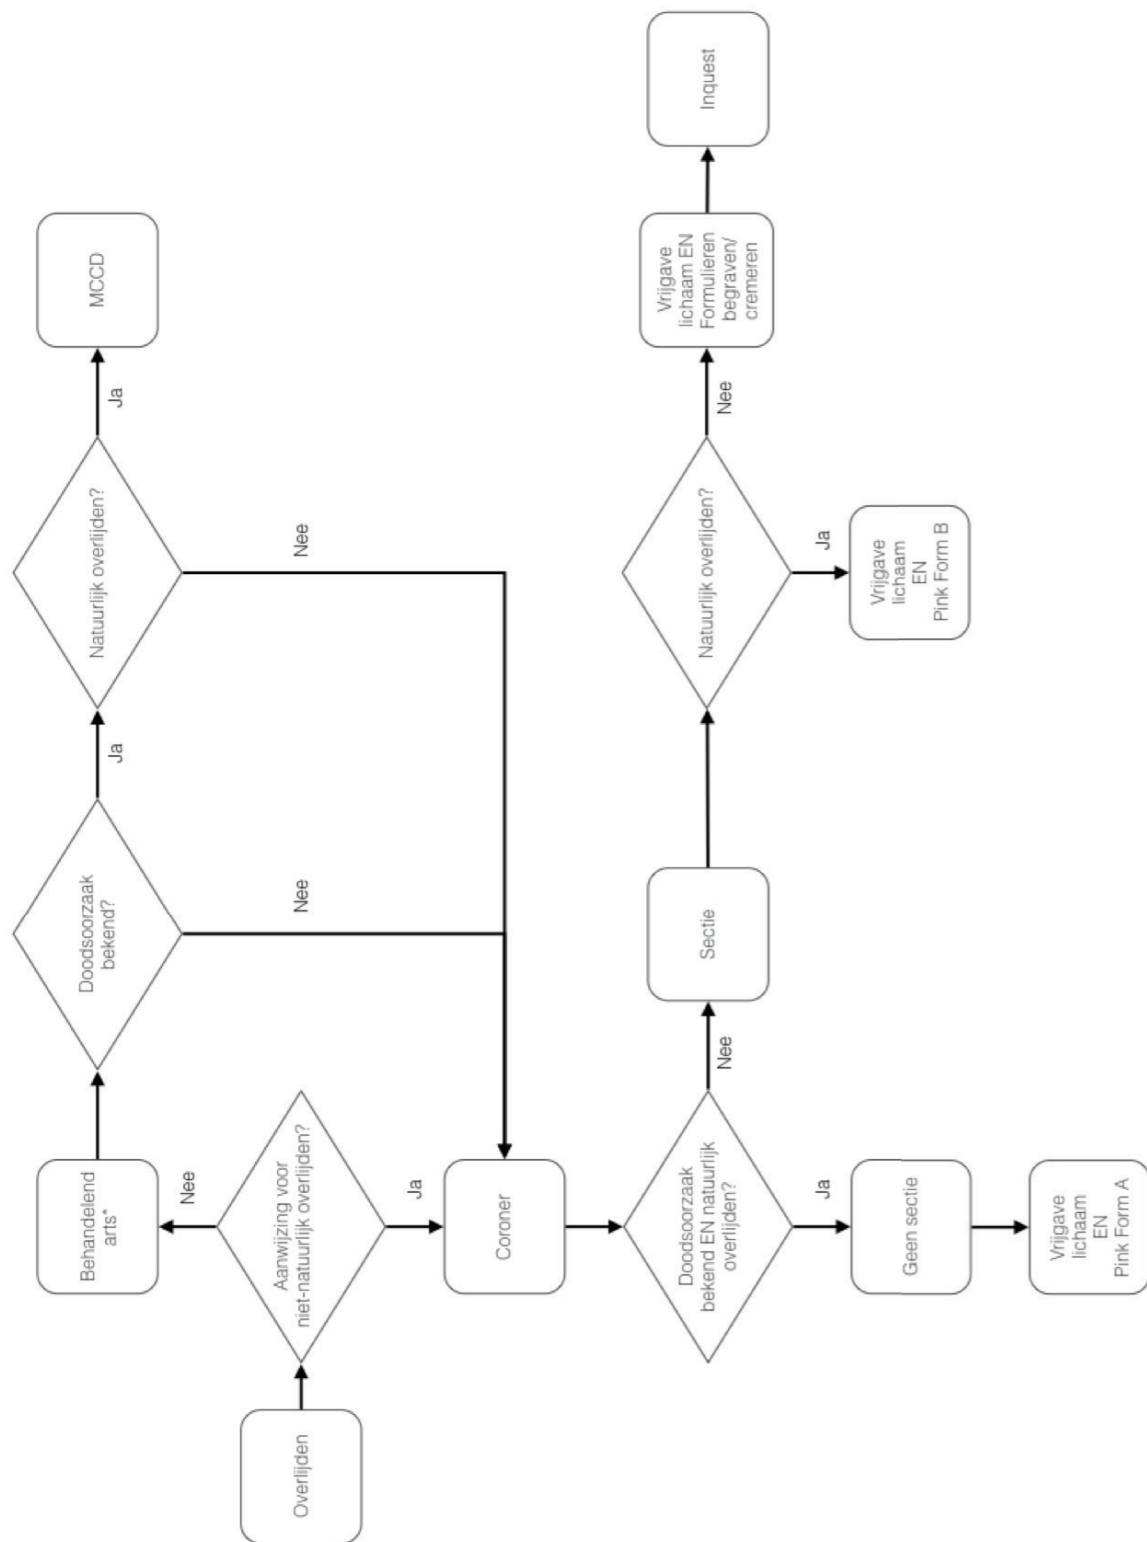 Overlijden
Aanwijzing voor
niet-natuurlijk overlijden?
Nee
Behandelend
arts*
Doodsoorzaak
bekend?
Ja
Natuurlijk overlijden?
Ja
MCCD
Nee
Nee
Ja
Coroner
Doodsoorzaak
bekend EN natuurlijk
overlijden?
Nee
Sectie
Natuurlijk overlijden?
Nee
Vrijgave
lichaam EN
Formulieren
begraven/
cremeren
Inquest
Ja
Vrijgave
lichaam
EN
Pink Form B
Ja
Geen sectie
Vrijgave
lichaam
EN
Pink Form A